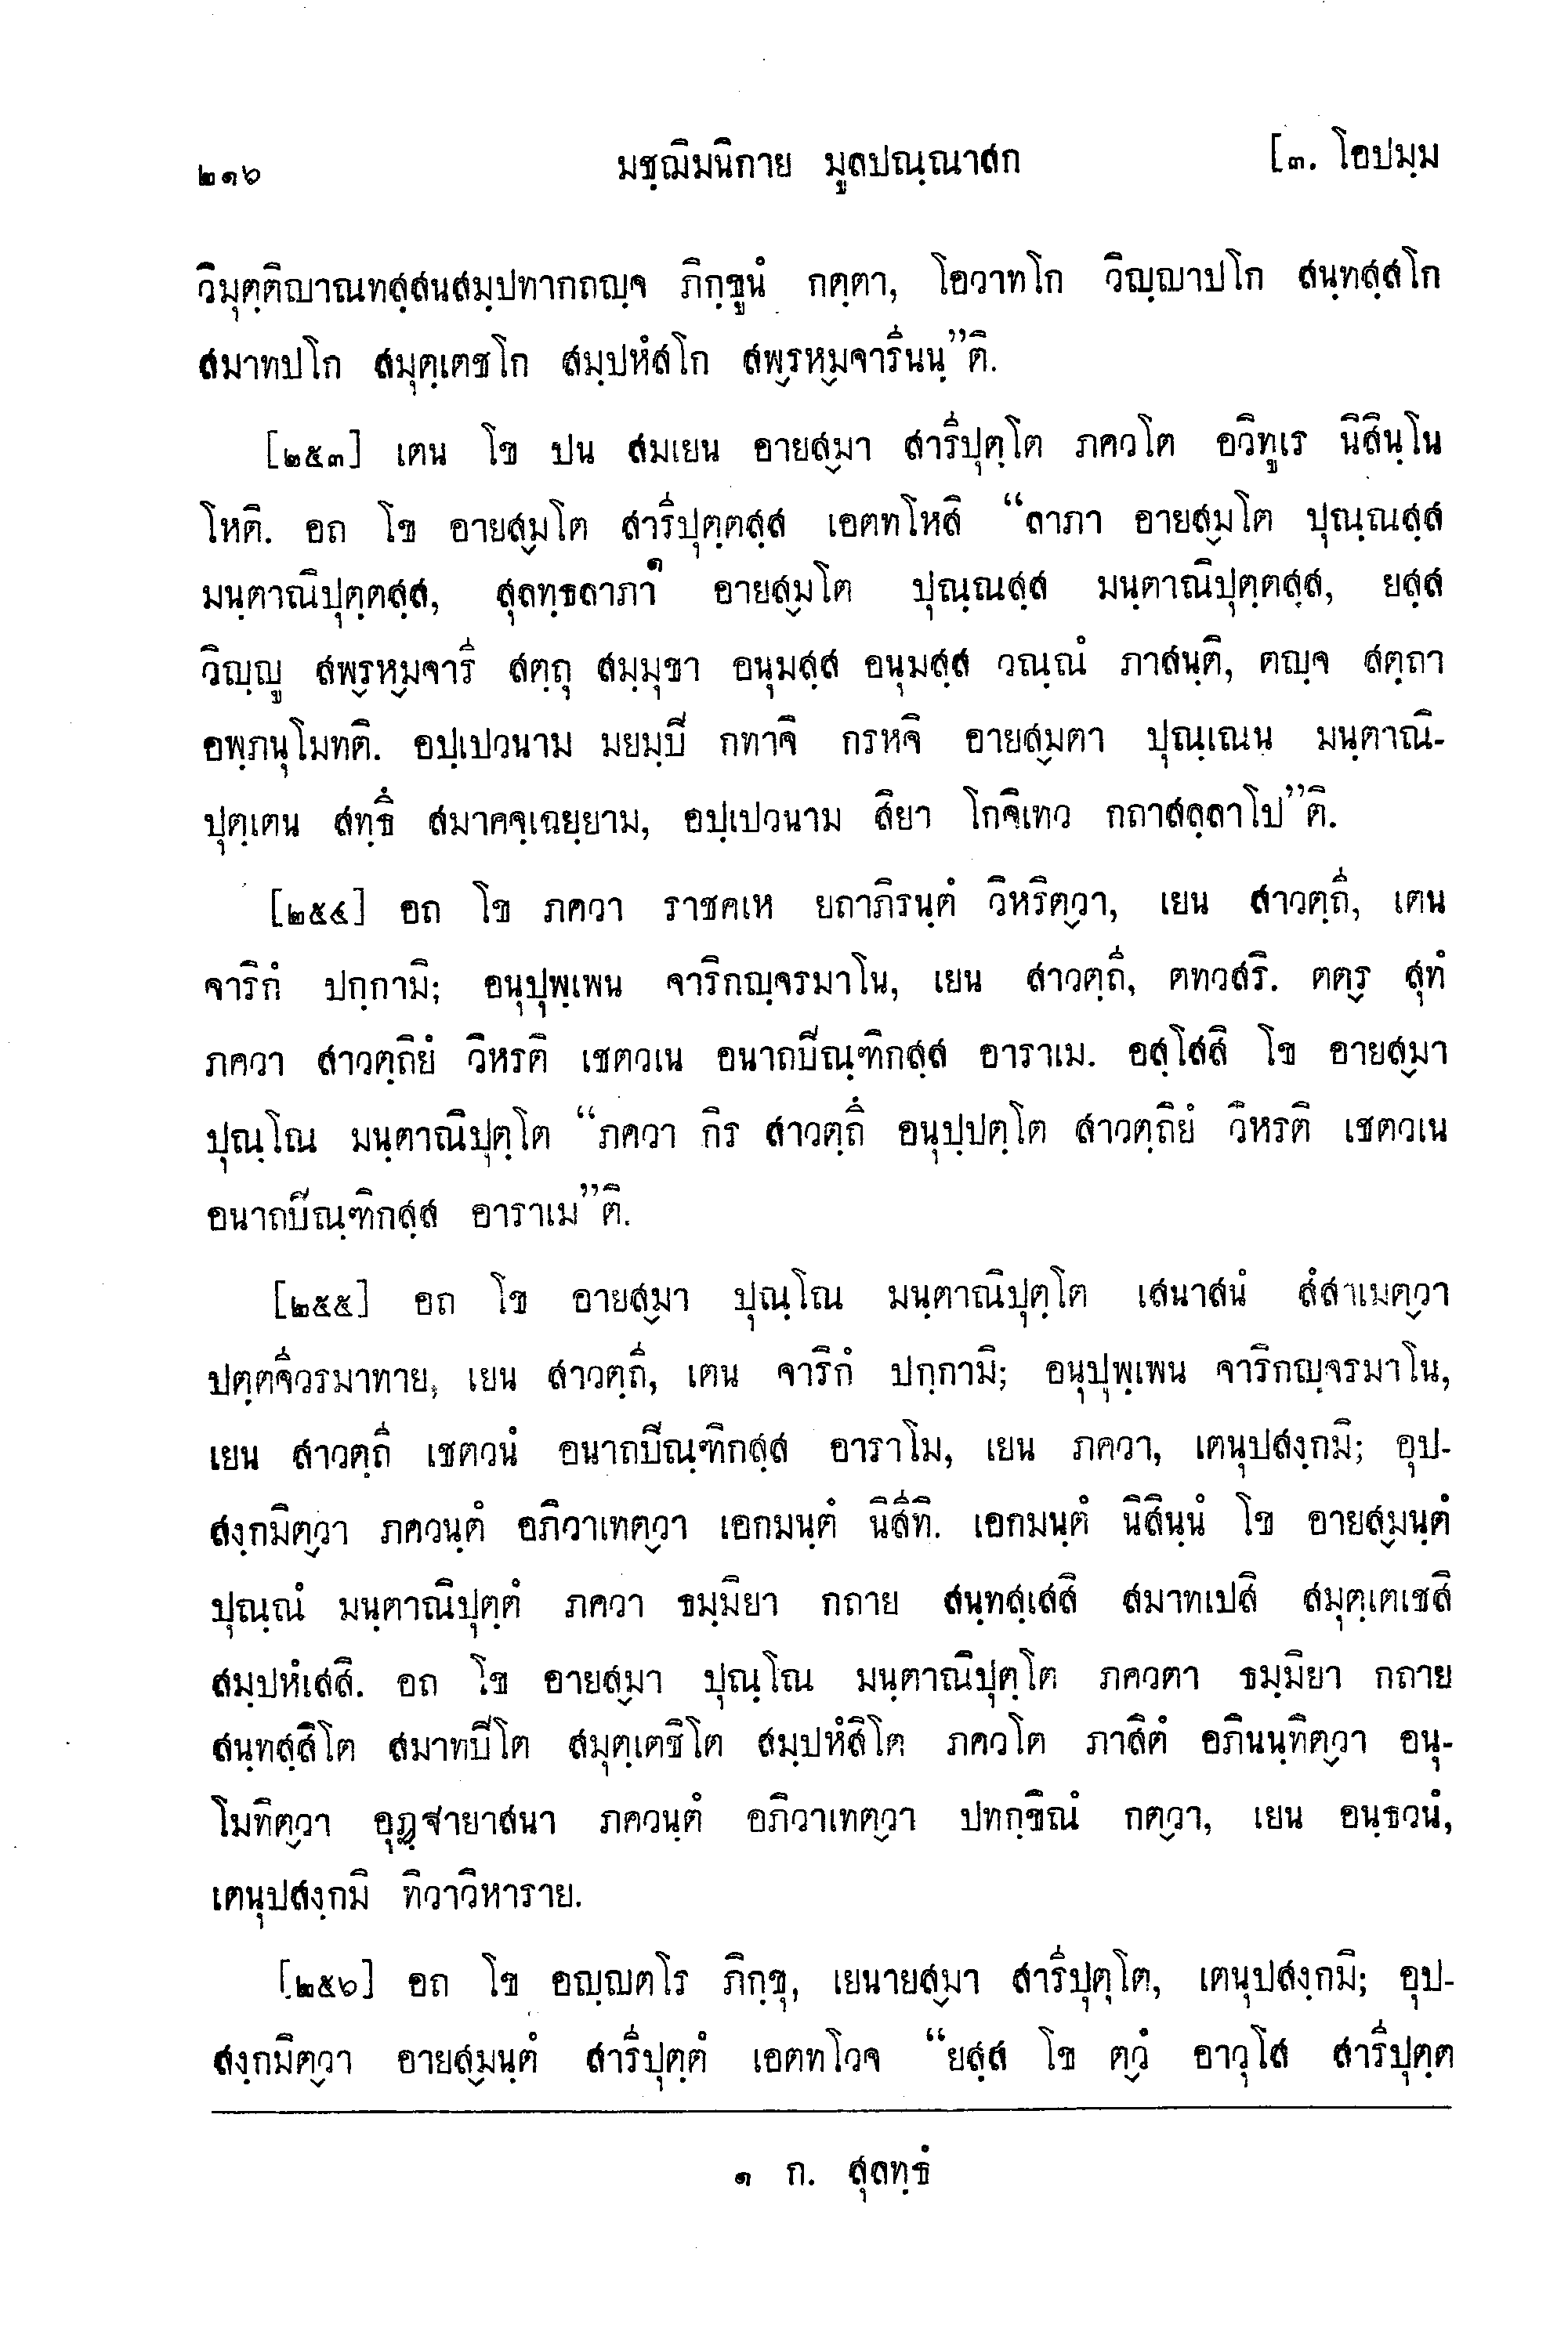 ๒๑๖ มชฺฌิมนิกาย มูลปณฺณาสก [๓. โอปมฺม
วิมุตฺติญาณทสฺสนสมฺปทากถญฺจ ภิกฺขูนํ กตฺตา, โอวาทโก วิญฺญาปโก สนฺทสฺสโก
สมาทปโก สมุตฺเตชโก สมฺปหํสโก สพฺรหฺมจารีนนฺ”ติ.
[๒๕๓] เตน โข ปน สมเยน อายสฺมา สารีปุตฺโต ภควโต อวิทูเร นิสินฺโน
โหติ. อถ โข อายสฺมโต สารีปุตฺตสฺส เอตทโหสิ “ลาภา อายสฺมโต ปุณฺณสฺส
มนฺตานิปุตฺตสฺส, สุลทฺธลาภา๑ อายสฺมโต ปุณฺณสฺส มนฺตาณิปุตฺตสฺส, ยสฺส
วิญฺญู สพฺรหฺมจารี สตฺถุ สมฺมุขา อนุมสฺส อนุมสฺส วณฺณํ ภาสนฺติ, ตญฺจ สตฺถา
อพฺภนุโมทติ. อปฺเปวนาม มยมฺปิ กทาจิ กรหจิ อายสฺมตา ปุณฺเณน มนฺตาณิ-
ปุตฺเตน สทฺธึ สมาคจฺเฉยฺยาม, อปฺเปวนาม สิยา โกจิเทว กถาสลฺลาโป”ติ.
[๒๕๔] อถ โข ภควา ราชคเห ยถาภิรนฺตํ วิหริตฺวา, เยน สาวตฺถี, เตน
จาริกํ ปกฺกามิ; อนุปุพฺเพน จาริกญฺจรมาโน, เยน สาวตฺถี, ตทวสริ. ตตฺร สุทํ
ภควา สาวตฺถิยํ วิหรติ เชตวเน อนาถปิณฺฑิกสฺส อาราเม. อสฺโสสิ โข อายสฺมา
ปุณฺโณ มนฺตาณิปุตฺโต “ภควา กิร สาวตฺถึ อนุปฺปตฺโต สาวตฺถิยํ วิหรติ เชตวเน
อนาถปิณฺฑิกสฺส อาราเม”ติ.
[๒๕๕] อถ โข อายสฺมา ปุณฺโณ มนฺตาณิปุตฺโต เสนาสนํ สํสาเมตฺวา
ปตฺตจีวรมาทาย, เยน สาวตฺถี, เตน จาริกํ ปกฺกามิ; อนุปุพฺเพน จาริกญฺจรมาโน,
เยน สาวตฺถี เชตวนํ อนาถปิณฺฑิกสฺส อาราโม, เยน ภควา, เตนุปสงฺกมิ; อุป-
สงฺกมิตฺวา ภควนฺตํ อภิวาเทตฺวา เอกมนฺตํ นิสีทิ. เอกมนฺตํ นิสินฺนํ โข อายสฺมนฺตํ
ปุณฺณํ มนฺตาณิปุตฺตํ ภควา ธมฺมิยา กถาย สนฺทสฺเสสิ สมาทเปสิ สมุตฺเตเชสิ
สมฺปหํเสสิ. อถ โข อายสฺมา ปุณฺโณ มนฺตาณิปุตฺโต ภควตา ธมฺมิยา กถาย
สนฺทสฺสิโต สมาทปิโต สมุตฺเตชิโต สมฺปหํสิโต ภควโต ภาสิตํ อภินนฺทิตฺวา อนุ-
โมทิตฺวา อุฏฺฐายาสนา ภควนฺตํ อภิวาเทตฺวา ปทกฺขิณํ กตฺวา, เยน อนฺธวนํ,
เตนุปสงฺกมิ ทิวาวิหาราย.
[๒๕๖] อถ โข อญฺญตโร ภิกฺขุ, เยนายสฺมา สารีปุตฺโต, เตนุปสงฺกมิ; อุป-
สงฺกมิตฺวา อายสฺมนฺตํ สารีปุตฺตํ เอตทโวจ “ยสฺส โข ตฺวํ อาวุโส สารีปุตฺต
๑ ก. สุลทฺธํ